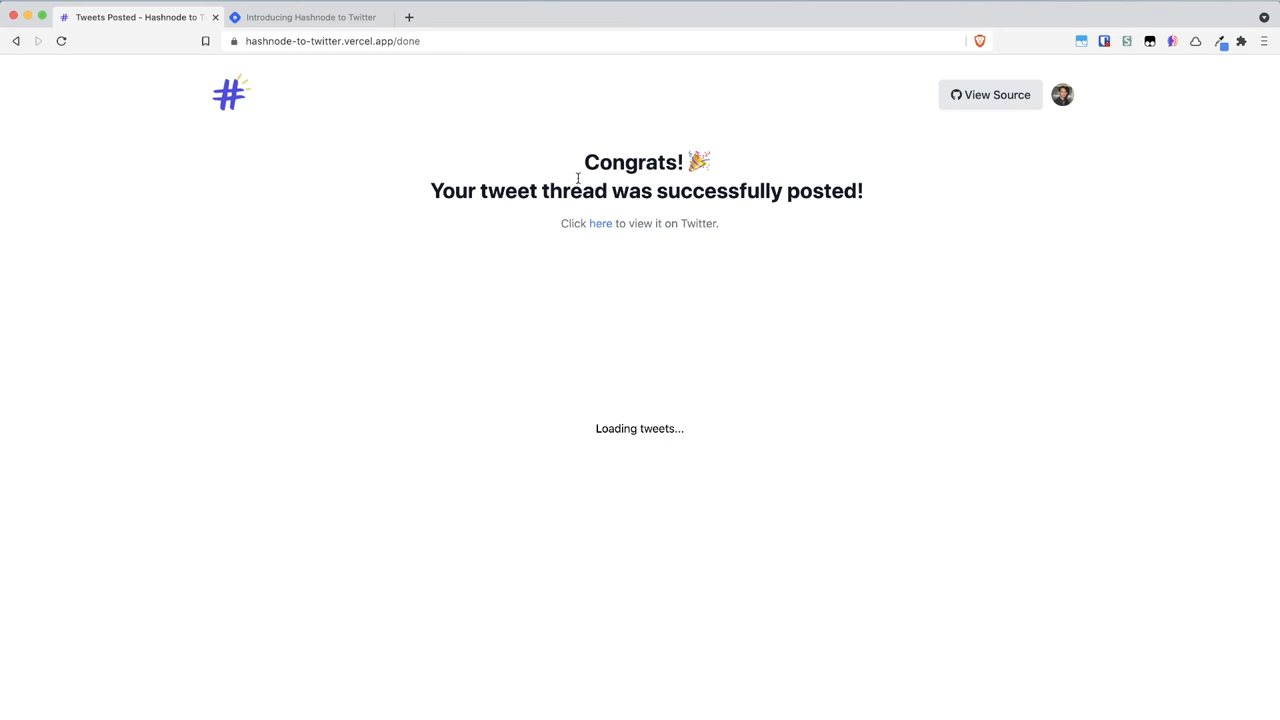 Tweets Posted - Hashnode to T
Introducing Hashnode to Twitter
hashnode-to-twitter.vercel.app/done
#
View Source
Congrats! 🎉
Your tweet thread was successfully posted!
Click here to view it on Twitter.
Loading tweets...